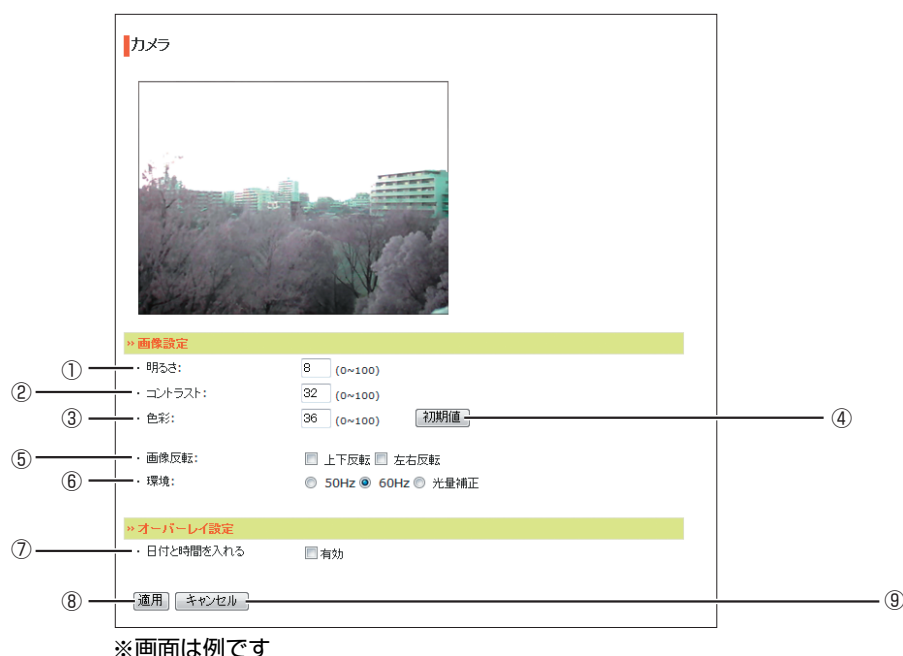 カメラ
» 画像設定
① ・ 明るさ: 8 (0~100)
② ・ コントラスト: 32 (0~100)
③ ・ 色彩: 36 (0~100) 初期値 ④
⑤ ・ 画像反転: 上下反転 左右反転
⑥ ・ 環境: 50Hz 60Hz 光量補正
» オーバーレイ設定
⑦ ・ 日付と時間を入れる 有効
⑧ 適用 キャンセル ⑨
※画面は例です